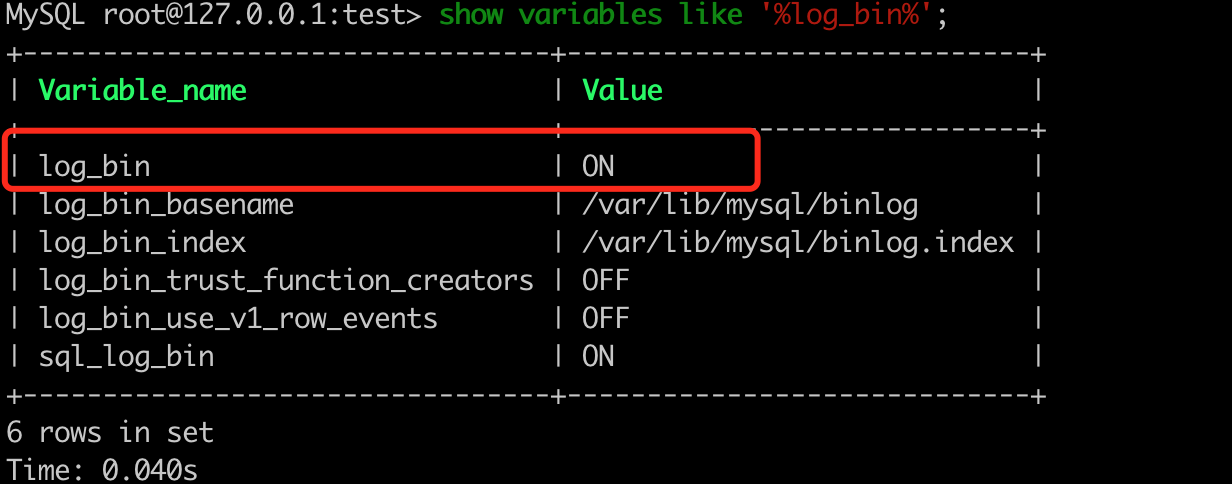 MySQL root@127.0.0.1:test> show variables like '%log_bin%';
+---------------------------------+-----------------------------+
| Variable_name                   | Value                       |
+---------------------------------+-----------------------------+
| log_bin                         | ON                          |
| log_bin_basename                | /var/lib/mysql/binlog       |
| log_bin_index                   | /var/lib/mysql/binlog.index |
| log_bin_trust_function_creators | OFF                         |
| log_bin_use_v1_row_events       | OFF                         |
| sql_log_bin                     | ON                          |
+---------------------------------+-----------------------------+
6 rows in set
Time: 0.040s